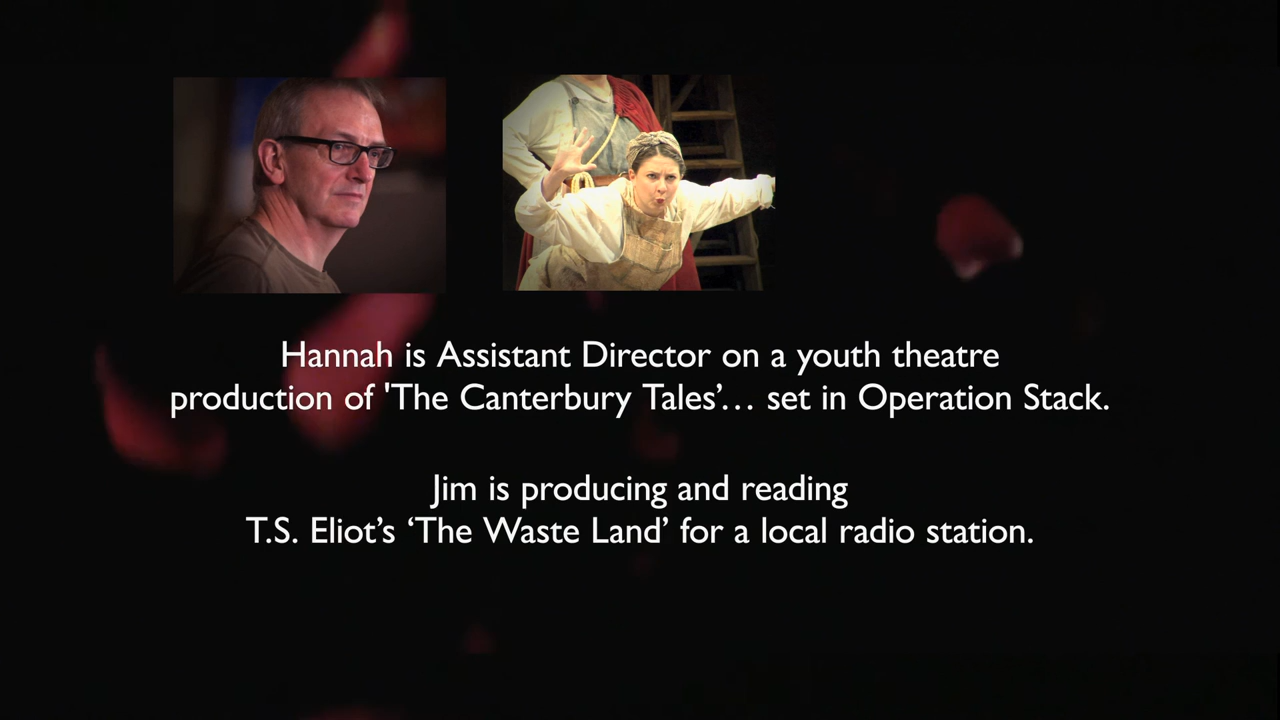 Hannah is Assistant Director on a youth theatre
production of 'The Canterbury Tales’… set in Operation Stack.
Jim is producing and reading
T.S. Eliot’s ‘The Waste Land’ for a local radio station.